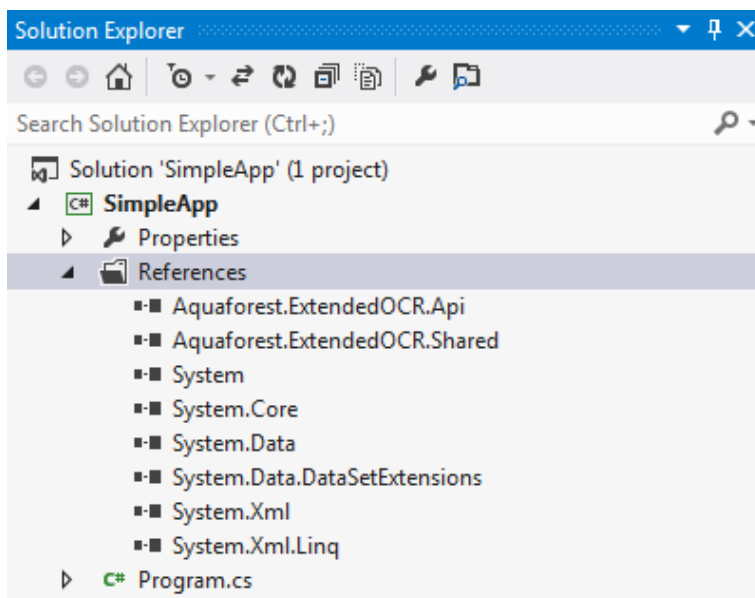 Solution Explorer
Search Solution Explorer (Ctrl+;)
Solution 'SimpleApp' (1 project)
C# SimpleApp
Properties
References
Aquaforest.ExtendedOCR.Api
Aquaforest.ExtendedOCR.Shared
System
System.Core
System.Data
System.Data.DataSetExtensions
System.Xml
System.Xml.Linq
C# Program.cs